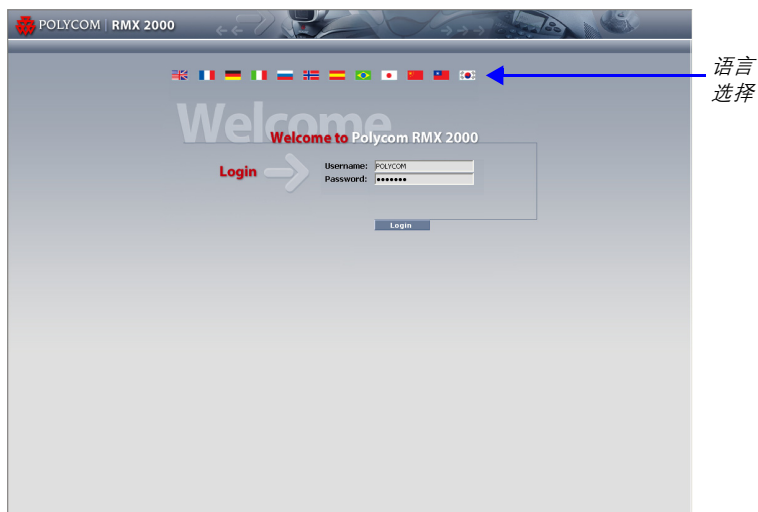 POLYCOM | RMX 2000
语言
选择
Welcome
Welcome to Polycom RMX 2000
Login
Username: POLYCOM
Password: •••••••
Login